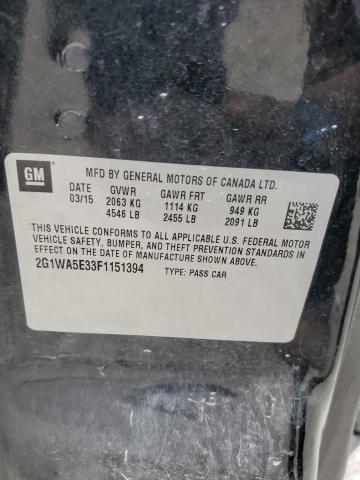 GM
MFD BY GENERAL MOTORS OF CANADA LTD.
DATE GVWR GAWR FRT GAWR RR
03/15 2063 KG 1114 KG 949 KG
4546 LB 2455 LB 2091 LB
THIS VEHICLE CONFORMS TO ALL APPLICABLE U.S. FEDERAL MOTOR
VEHICLE SAFETY, BUMPER, AND THEFT PREVENTION STANDARDS IN
EFFECT ON THE DATE OF MANUFACTURE SHOWN ABOVE.
2G1WA5E33F1151394 TYPE: PASS CAR